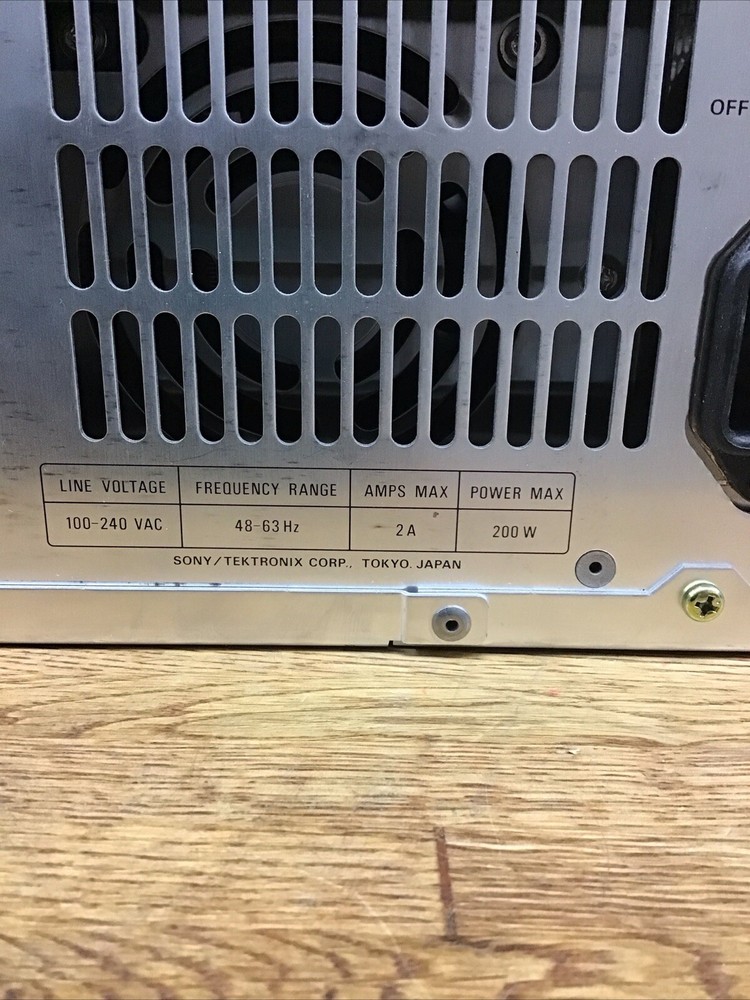 OFF
LINE VOLTAGE FREQUENCY RANGE AMPS MAX POWER MAX
100-240 VAC 48-63 Hz 2 A 200 W
SONY/TEKTRONIX CORP., TOKYO. JAPAN